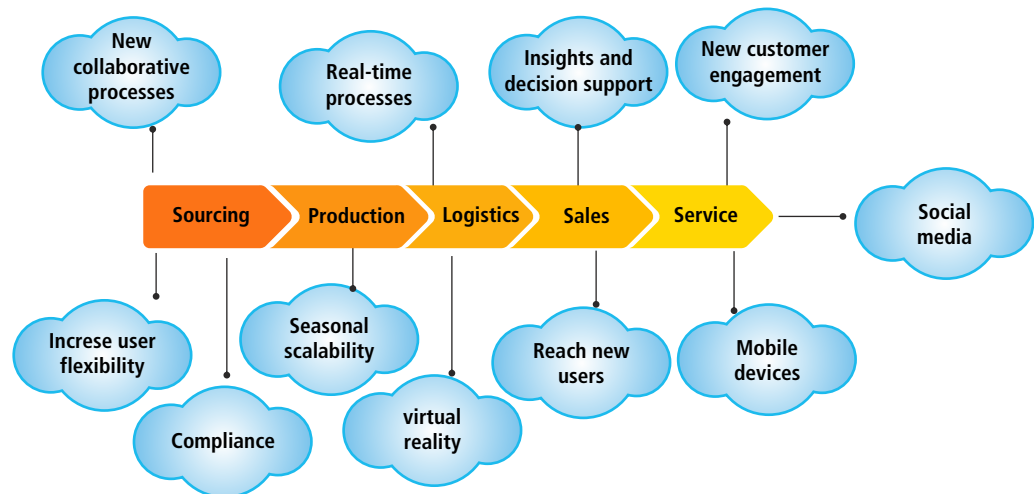 New
collaborative
processes
Real-time
processes
Insights and
decision support
New customer
engagement
Sourcing
Production
Logistics
Sales
Service
Social
media
Increse user
flexibility
Compliance
Seasonal
scalability
virtual
reality
Reach new
users
Mobile
devices